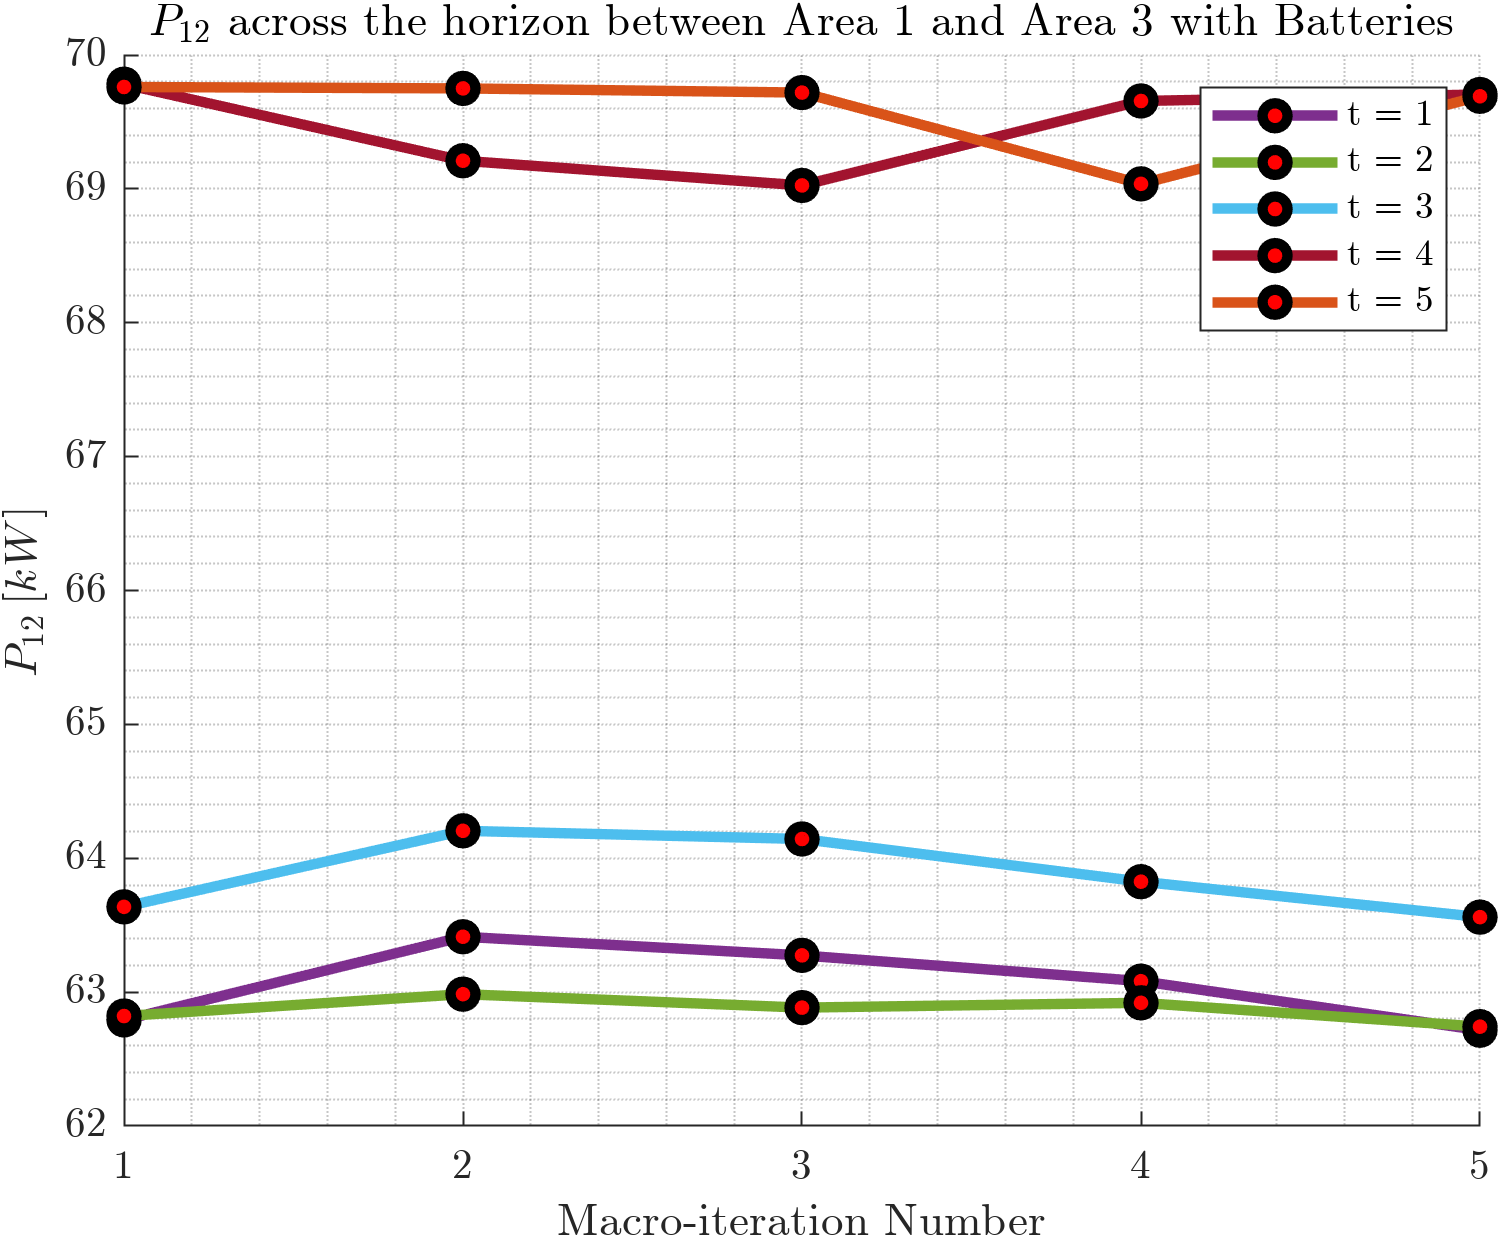 P₁₂ across the horizon between Area 1 and Area 3 with Batteries
70
69
68
67
66
65
64
63
62
P₁₂ [kW]
t = 1
t = 2
t = 3
t = 4
t = 5
1 2 3 4 5
Macro-iteration Number